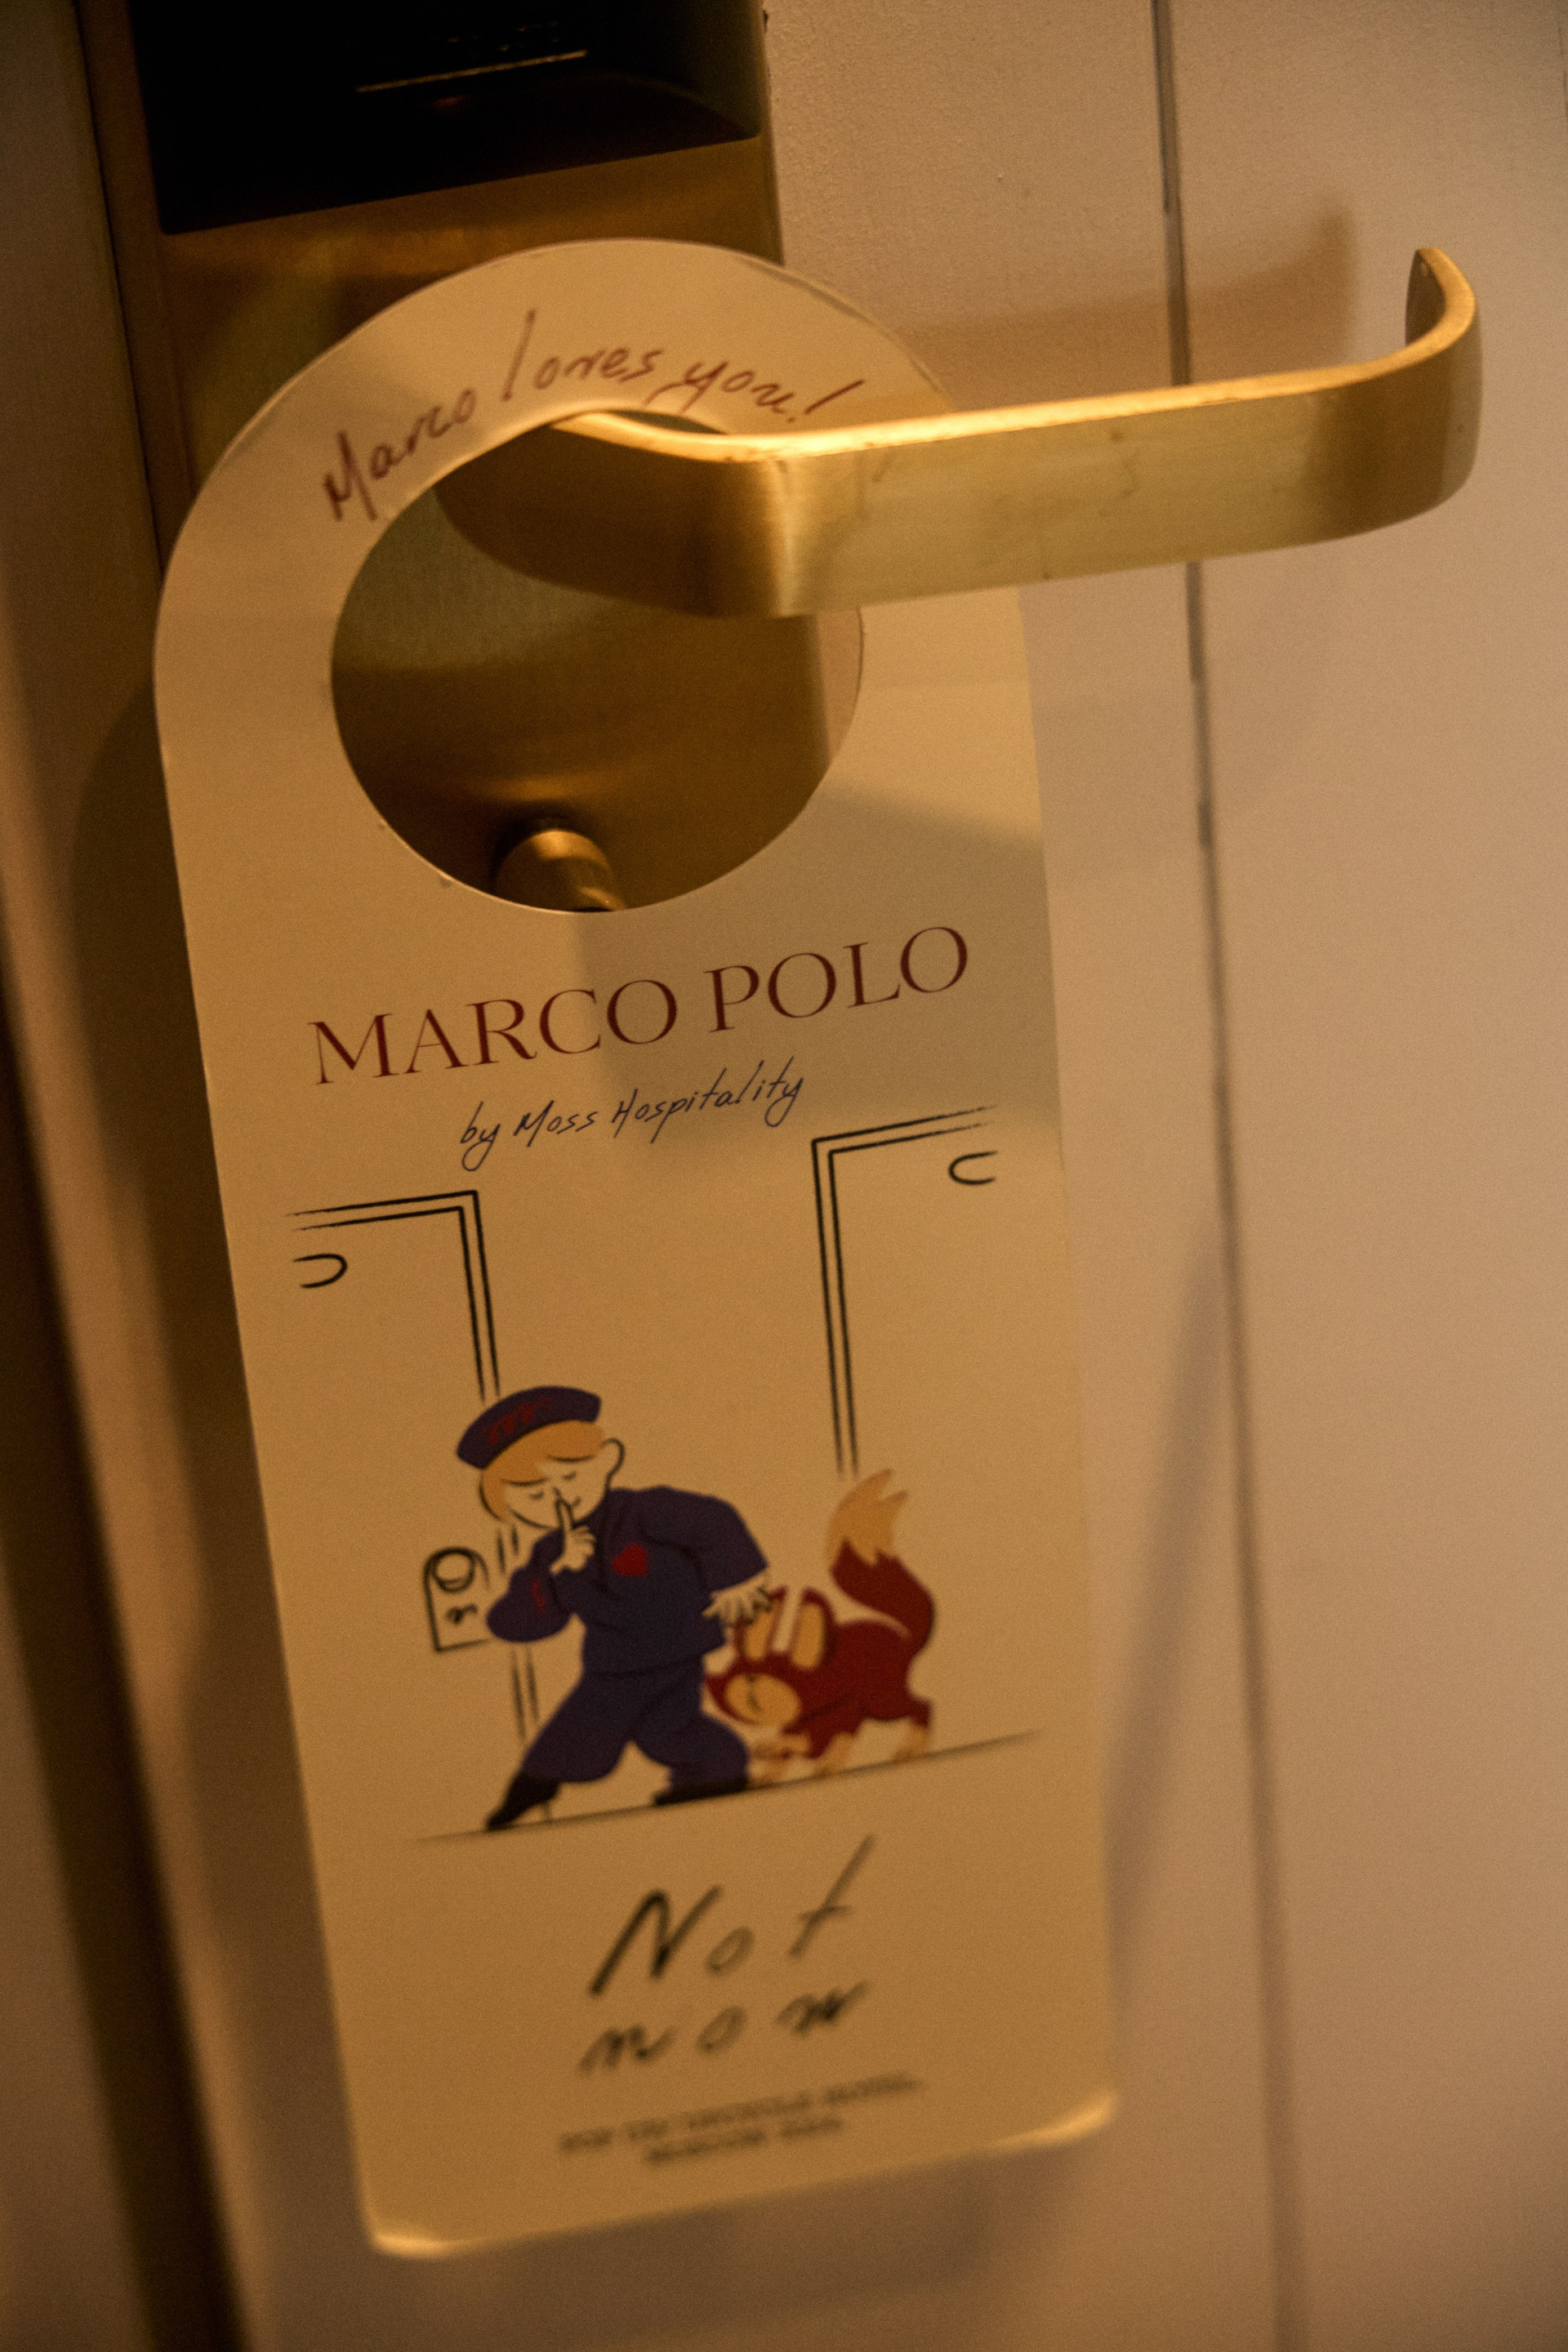 Marco loves you!
MARCO POLO
by Moss Hospitality
Not
now